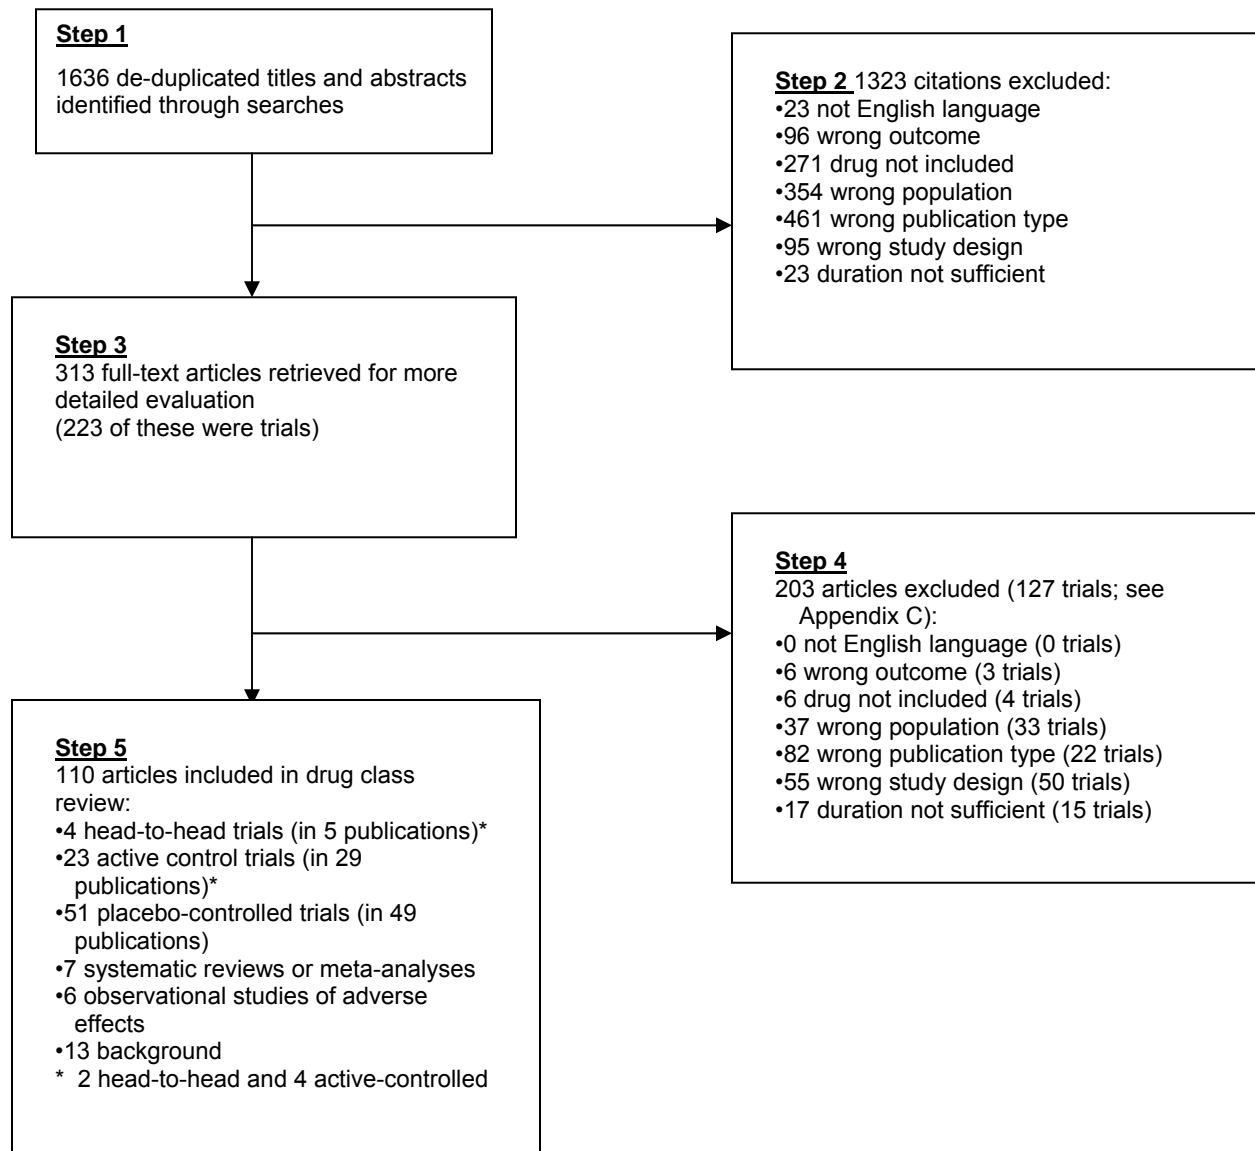 Step 1
1636 de-duplicated titles and abstracts
identified through searches
Step 2 1323 citations excluded:
•23 not English language
•96 wrong outcome
•271 drug not included
•354 wrong population
•461 wrong publication type
•95 wrong study design
•23 duration not sufficient
Step 3
313 full-text articles retrieved for more
detailed evaluation
(223 of these were trials)
Step 4
203 articles excluded (127 trials; see
Appendix C):
•0 not English language (0 trials)
•6 wrong outcome (3 trials)
•6 drug not included (4 trials)
•37 wrong population (33 trials)
•82 wrong publication type (22 trials)
•55 wrong study design (50 trials)
•17 duration not sufficient (15 trials)
Step 5
110 articles included in drug class
review:
•4 head-to-head trials (in 5 publications)*
•23 active control trials (in 29
publications)*
•51 placebo-controlled trials (in 49
publications)
•7 systematic reviews or meta-analyses
•6 observational studies of adverse
effects
•13 background
* 2 head-to-head and 4 active-controlled